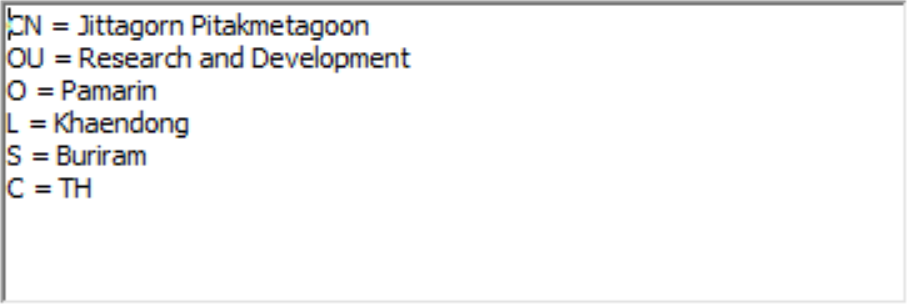 CN = Jittagorn Pitakmetagoon
OU = Research and Development
O = Pamarin
L = Khaendong
S = Buriram
C = TH